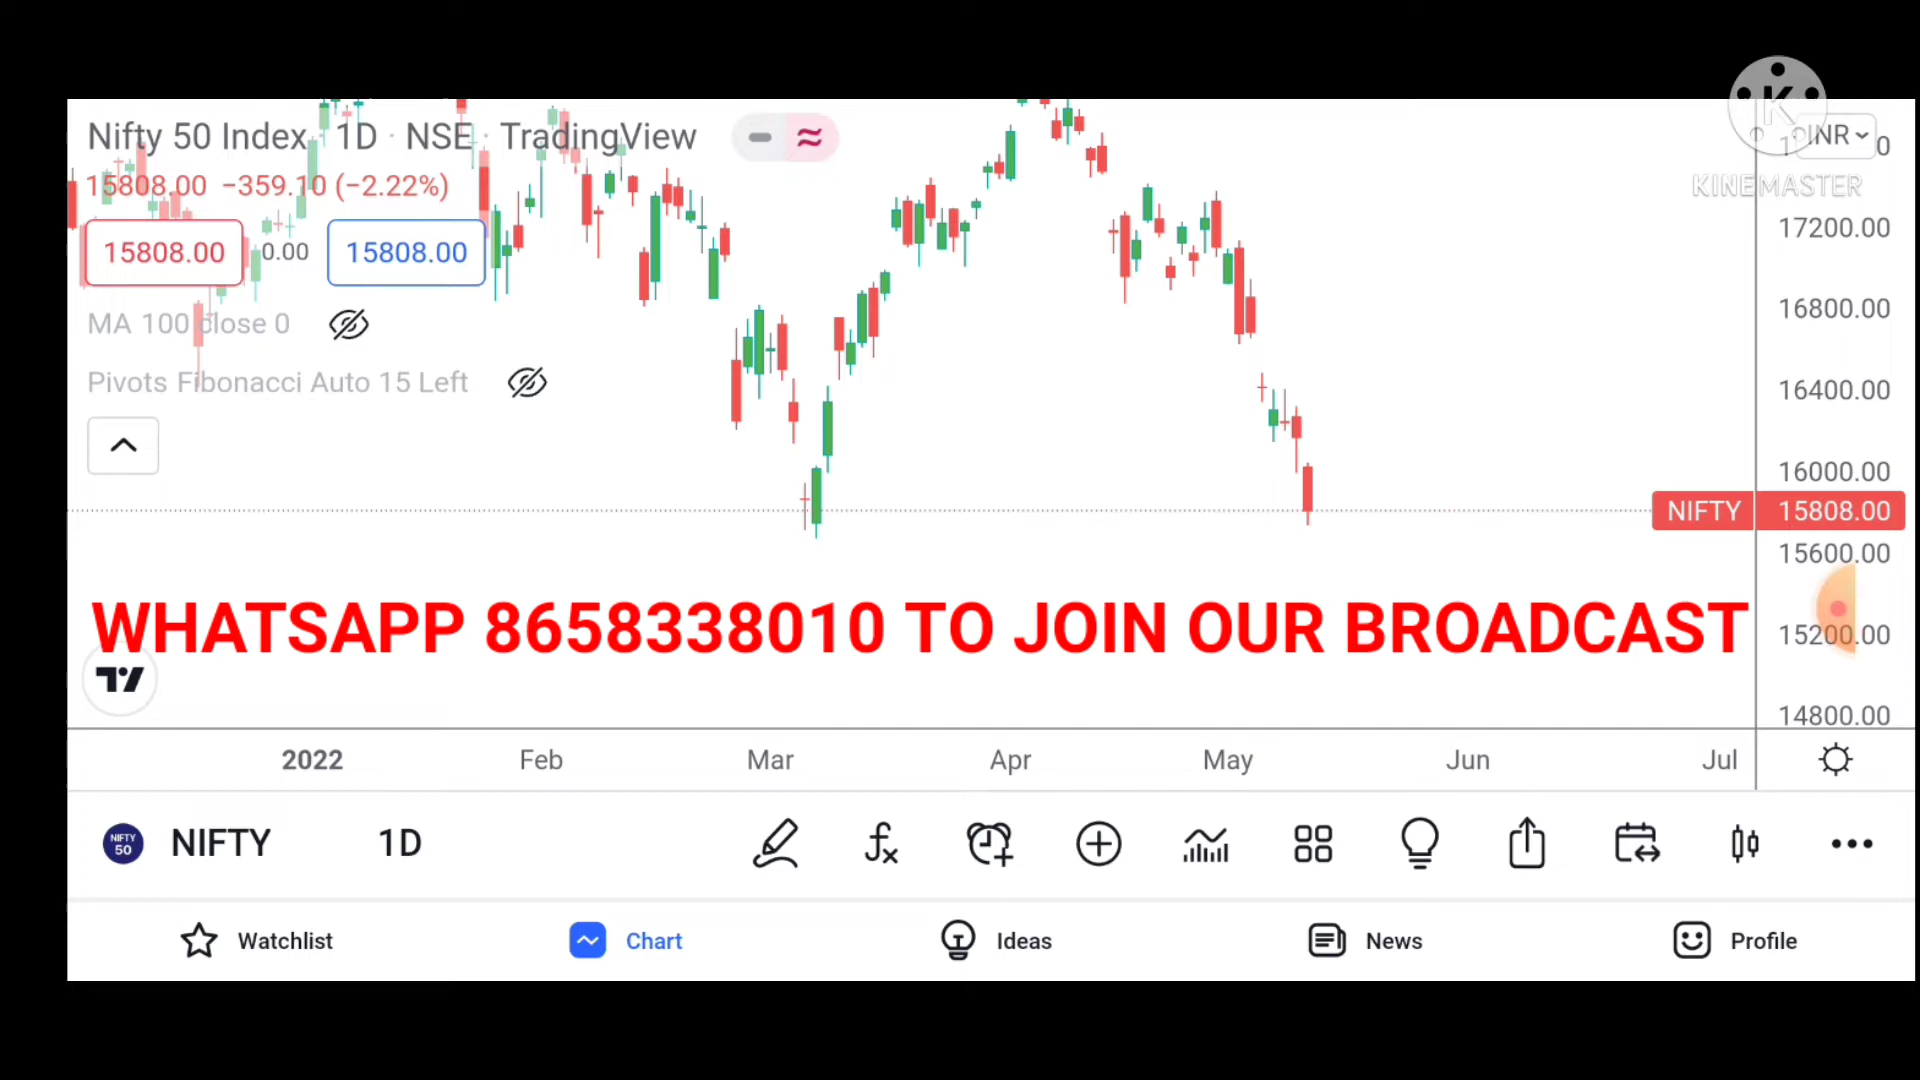 Nifty 50 Index · 1D · NSE · TradingView
INR
KINEMASTER
15808.00 −359.10 (−2.22%)
15808.00 0.00 15808.00
MA 100 close 0
Pivots Fibonacci Auto 15 Left
17200.00
16800.00
16400.00
16000.00
NIFTY 15808.00
15600.00
15200.00
14800.00
WHATSAPP 8658338010 TO JOIN OUR BROADCAST
2022 Feb Mar Apr May Jun Jul
NIFTY 50 NIFTY 1D
Watchlist Chart Ideas News Profile